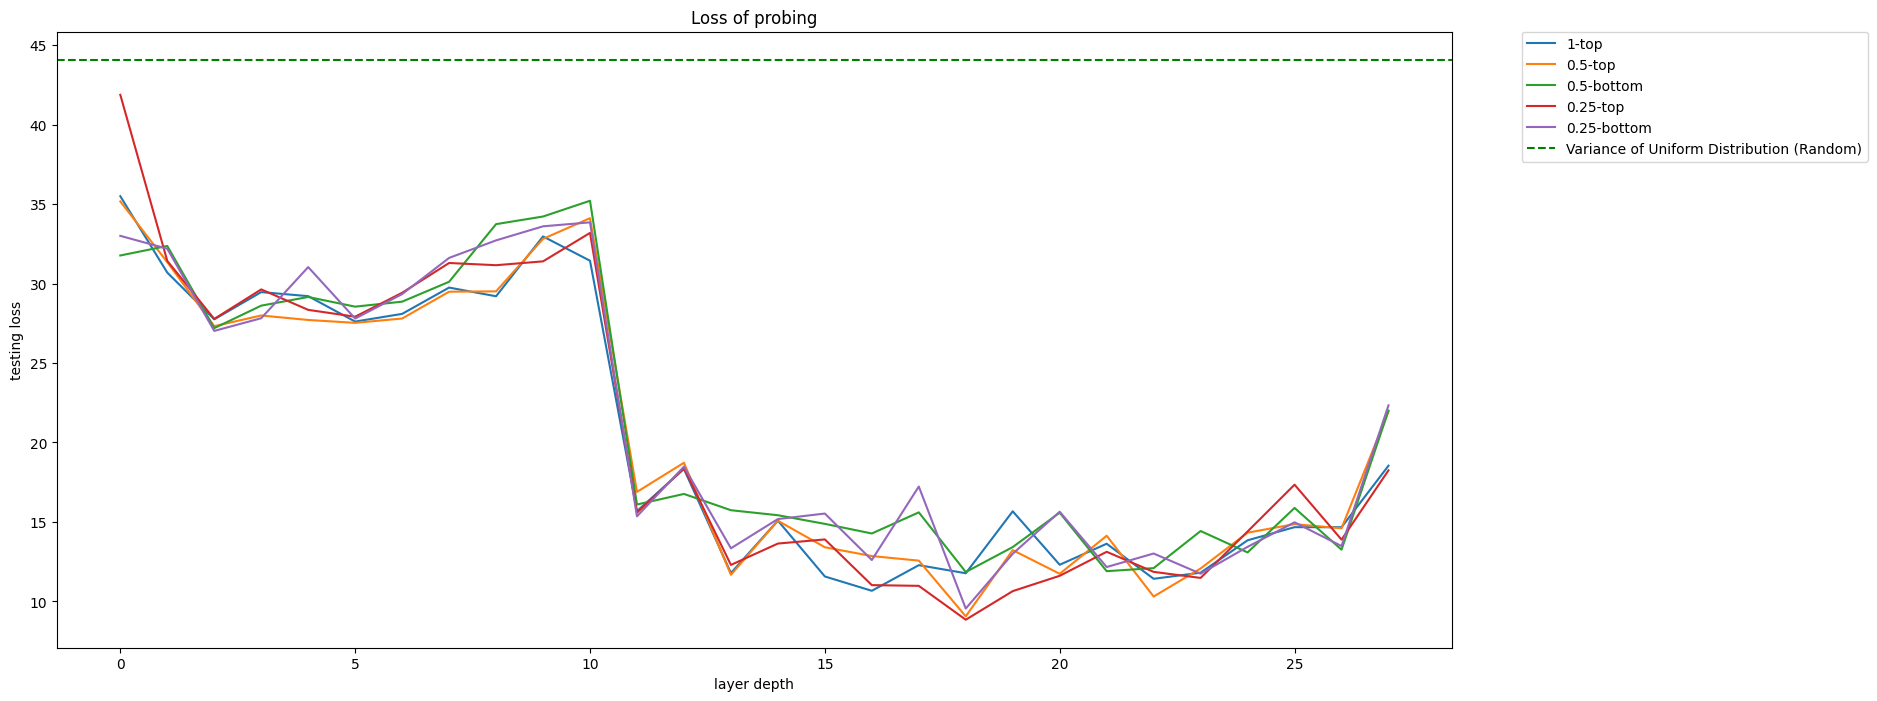 Loss of probing
45
40
35
30
25
20
15
10
testing loss
0
5
10
15
20
25
layer depth
1-top
0.5-top
0.5-bottom
0.25-top
0.25-bottom
Variance of Uniform Distribution (Random)